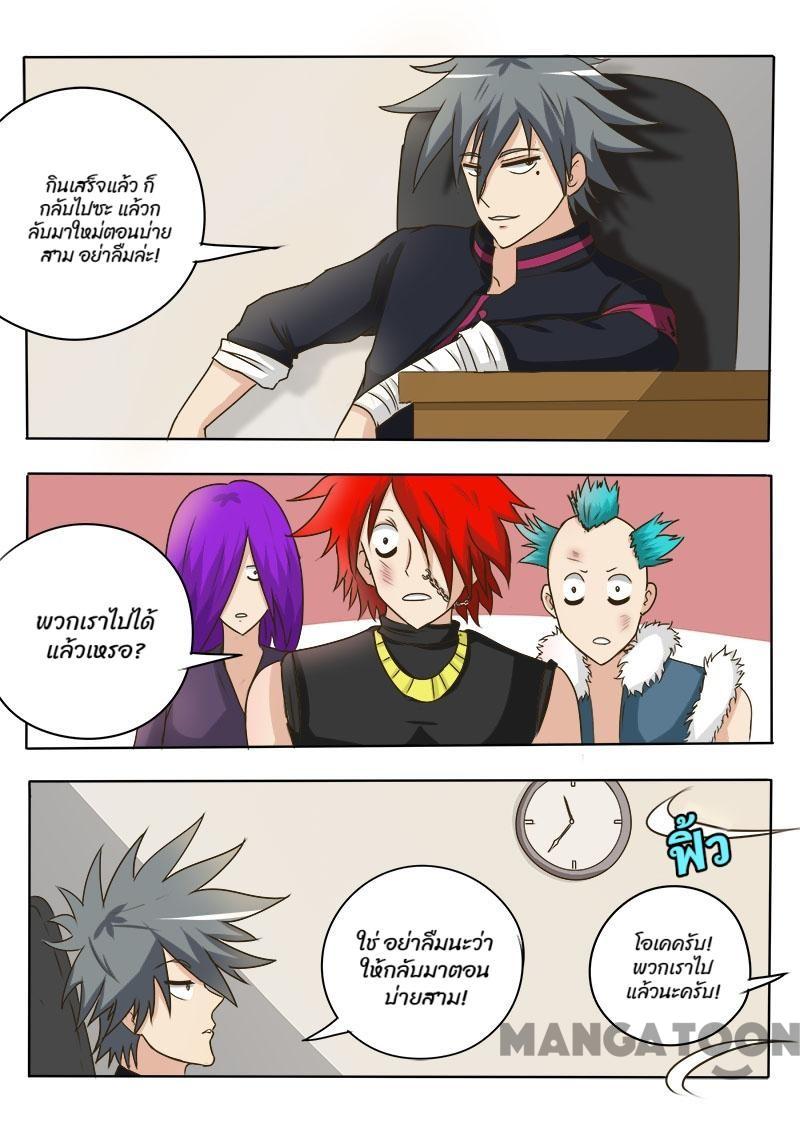 กินเสร็จแล้ว ก็
กลับไปซะ แล้วก
ลับมาใหม่ตอนบ่าย
สาม อย่าลืมล่ะ!
พวกเราไปได้
แล้วเหรอ?
ฟิ้ว
ใช่ อย่าลืมนะว่า
ให้กลับมาตอน
บ่ายสาม!
โอเคครับ!
พวกเราไป
แล้วนะครับ!
MANGATOON